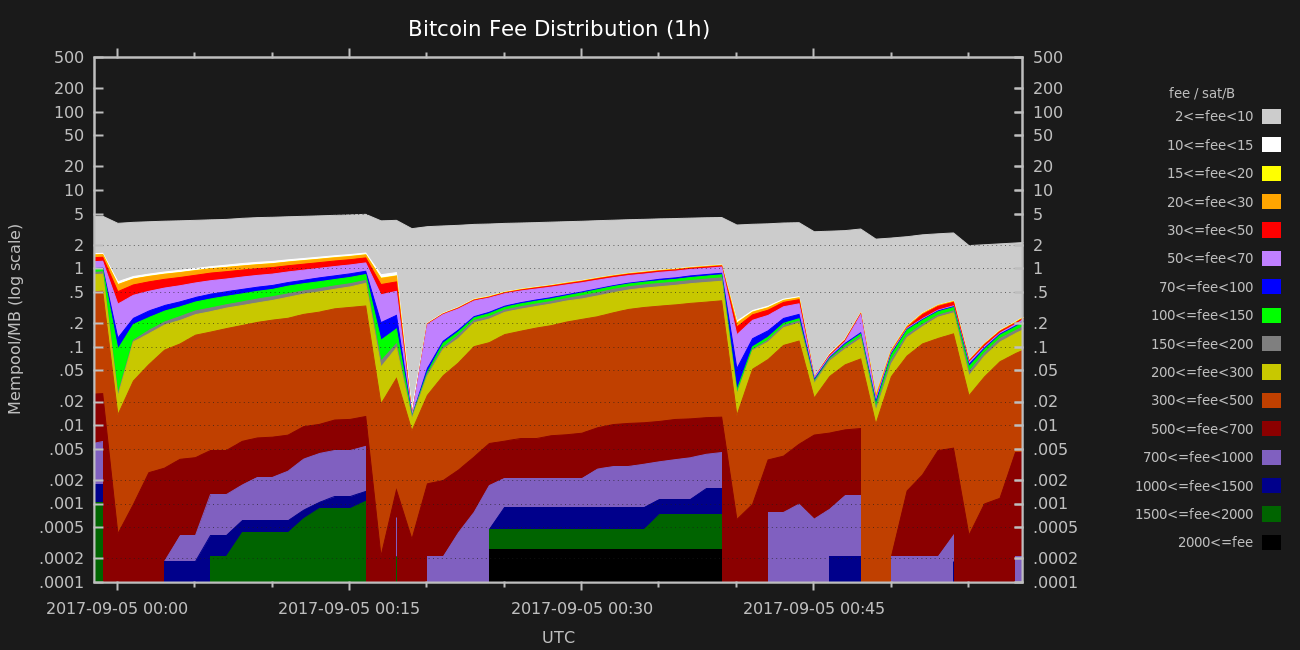 Bitcoin Fee Distribution (1h)
Mempool/MB (log scale)
500
200
100
50
20
10
5
2
1
.5
.2
.1
.05
.02
.01
.005
.002
.001
.0005
.0002
.0001
500
200
100
50
20
10
5
2
1
.5
.2
.1
.05
.02
.01
.005
.002
.001
.0005
.0002
.0001
fee / sat/B
2<=fee<10
10<=fee<15
15<=fee<20
20<=fee<30
30<=fee<50
50<=fee<70
70<=fee<100
100<=fee<150
150<=fee<200
200<=fee<300
300<=fee<500
500<=fee<700
700<=fee<1000
1000<=fee<1500
1500<=fee<2000
2000<=fee
2017-09-05 00:00 2017-09-05 00:15 2017-09-05 00:30 2017-09-05 00:45
UTC